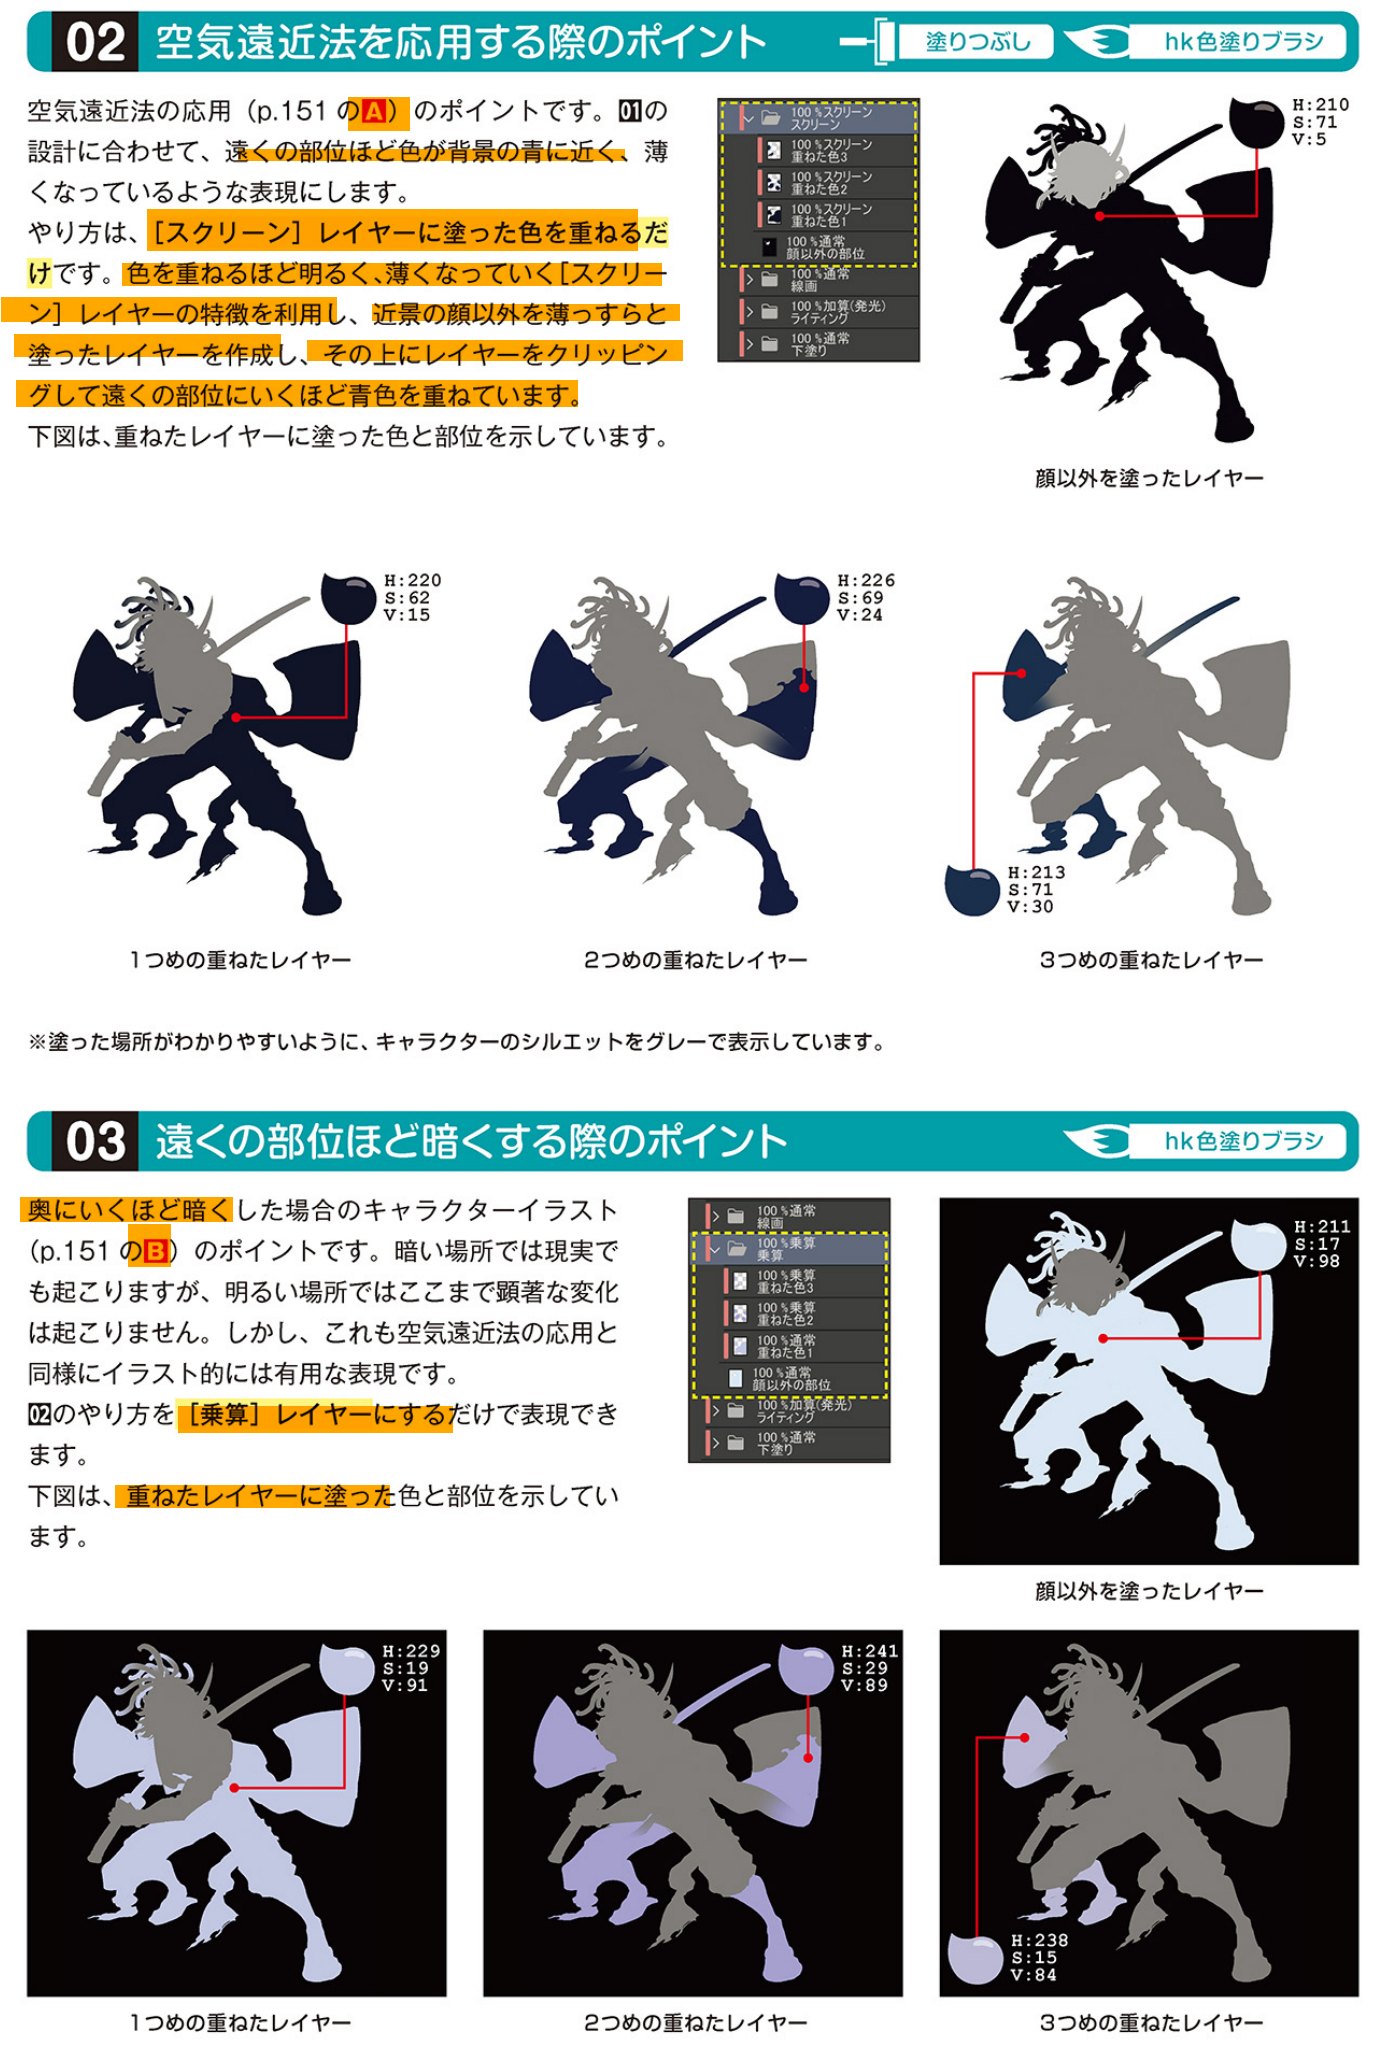 02 空気遠近法を応用する際のポイント 塗りつぶし hk色塗りブラシ
空気遠近法の応用（p.151 のA）のポイントです。01の
設計に合わせて、遠くの部位ほど色が背景の青に近く、薄
くなっているような表現にします。
やり方は、［スクリーン］レイヤーに塗った色を重ねるだ
けです。色を重ねるほど明るく、薄くなっていく［スクリー
ン］レイヤーの特徴を利用し、近景の顔以外を薄っすらと
塗ったレイヤーを作成し、その上にレイヤーをクリッピン
グして遠くの部位にいくほど青色を重ねています。
下図は、重ねたレイヤーに塗った色と部位を示しています。
100 %スクリーン
スクリーン
100 %スクリーン
重ねた色3
100 %スクリーン
重ねた色2
100 %スクリーン
重ねた色1
100 %通常
顔以外の部位
100 %通常
線画
100 %加算(発光)
ライティング
100 %通常
下塗り
H:210
S:71
V:5
顔以外を塗ったレイヤー
H:220
S:62
V:15
1つめの重ねたレイヤー
H:226
S:69
V:24
2つめの重ねたレイヤー
H:213
S:71
V:30
3つめの重ねたレイヤー
※塗った場所がわかりやすいように、キャラクターのシルエットをグレーで表示しています。
03 遠くの部位ほど暗くする際のポイント hk色塗りブラシ
奥にいくほど暗くした場合のキャラクターイラスト
（p.151 のB）のポイントです。暗い場所では現実で
も起こりますが、明るい場所ではここまで顕著な変化
は起こりません。しかし、これも空気遠近法の応用と
同様にイラスト的には有用な表現です。
02のやり方を［乗算］レイヤーにするだけで表現でき
ます。
下図は、重ねたレイヤーに塗った色と部位を示してい
ます。
100 %通常
線画
100 %乗算
乗算
100 %乗算
重ねた色3
100 %乗算
重ねた色2
100 %通常
重ねた色1
100 %通常
顔以外の部位
100 %加算(発光)
ライティング
100 %通常
下塗り
H:211
S:17
V:98
顔以外を塗ったレイヤー
H:229
S:19
V:91
1つめの重ねたレイヤー
H:241
S:29
V:89
2つめの重ねたレイヤー
H:238
S:15
V:84
3つめの重ねたレイヤー